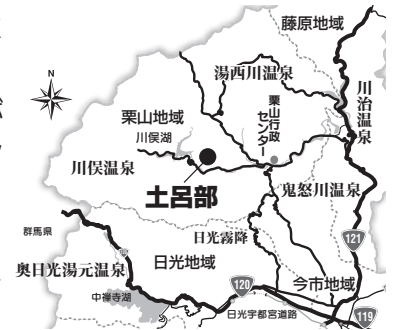 藤原地域
N
湯西川温泉
栗山地域
川俣湖
栗山行政
センター
川治温泉
川俣温泉
土呂部
鬼怒川温泉
群馬県
日光霧降
121
奥日光湯元温泉
日光地域
120
今市地域
中禅寺湖
日光宇都宮道路
119